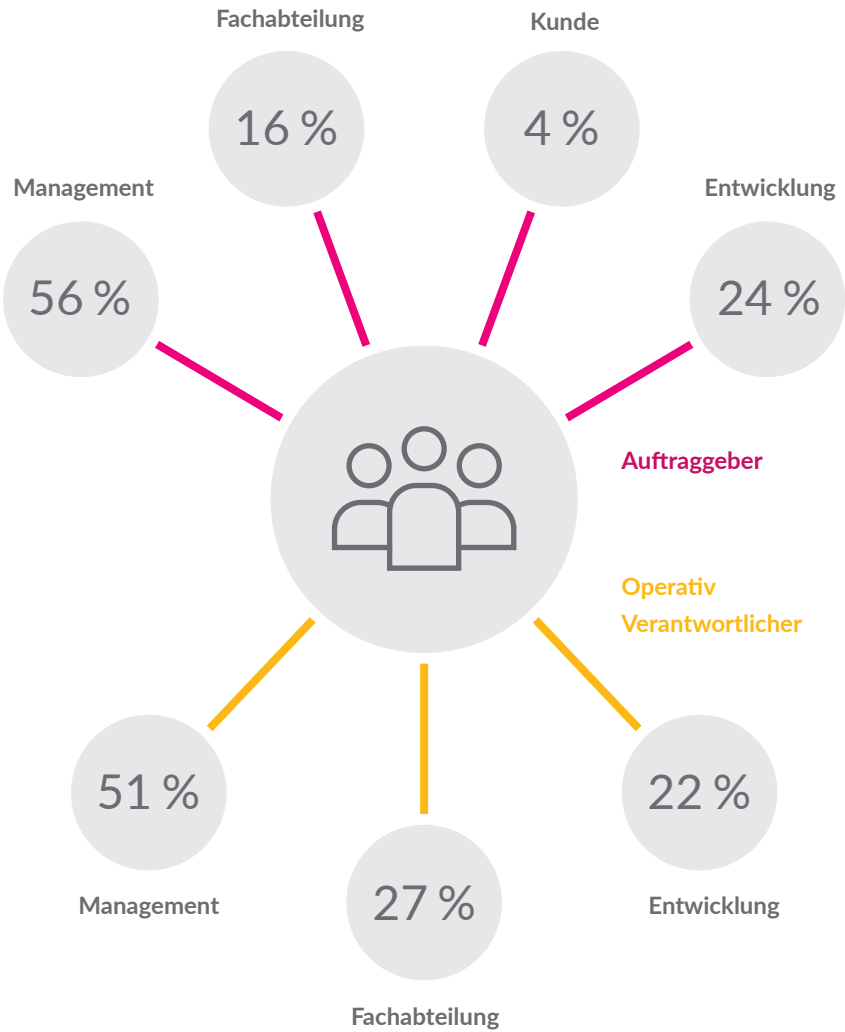 Fachabteilung
Kunde
16 %
4 %
Management
Entwicklung
56 %
24 %
Auftraggeber
Operativ
Verantwortlicher
51 %
22 %
27 %
Management
Entwicklung
Fachabteilung